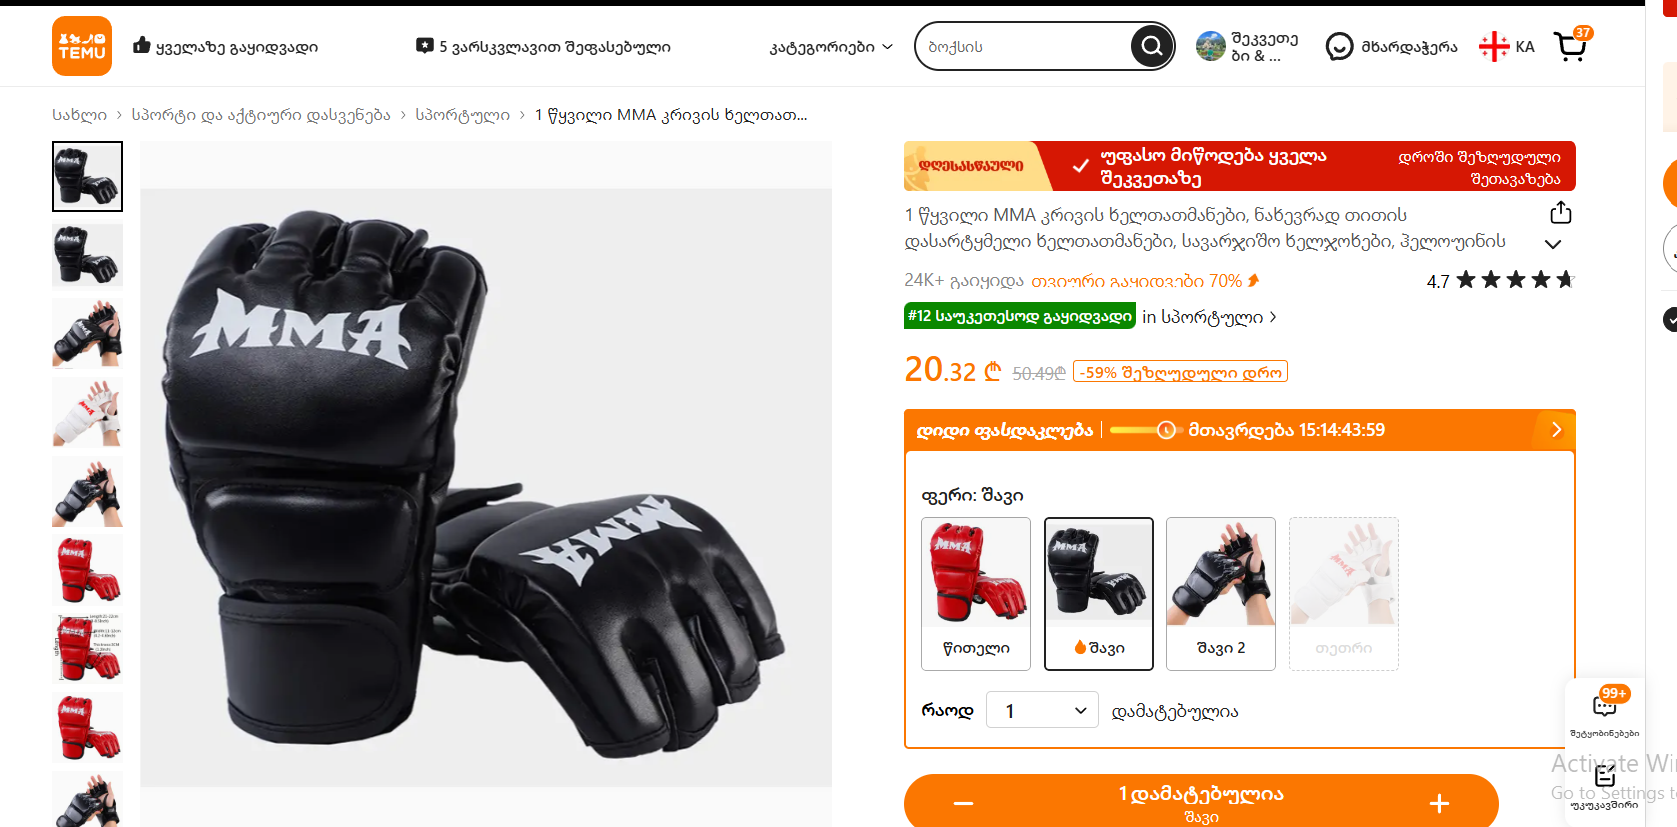 TEMU
ყველაზე გაყიდვადი
5 ვარსკვლავით შეფასებული
კატეგორიები
ბოქსის
შეკვეთე
ბი & ...
მხარდაჭერა
KA
37
სახლი › სპორტი და აქტიური დასვენება › სპორტული › 1 წყვილი MMA კრივის ხელთათ...
დღესასწაული
უფასო მიწოდება ყველა
შეკვეთაზე
დროში შეზღუდული
შეთავაზება
1 წყვილი MMA კრივის ხელთათმანები, ნახევრად თითის
დასარტყმელი ხელთათმანები, სავარჯიშო ხელჯოხები, ჰელოუინის
24K+ გაიყიდა თვიური გაყიდვები 70%
4.7
#12 საუკეთესოდ გაყიდვადი in სპორტული
20.32 ₾ 50.49₾ -59% შეზღუდული დრო
დიდი ფასდაკლება
მთავრდება 15:14:43:59
ფერი: შავი
MMA
MMA
წითელი
შავი
შავი 2
თეთრი
რაოდ
1
დამატებულია
−
1 დამატებულია
+
შავი
99+
შეტყობინებები
Activate Wi
Go to Settings t
უკუკავშირი